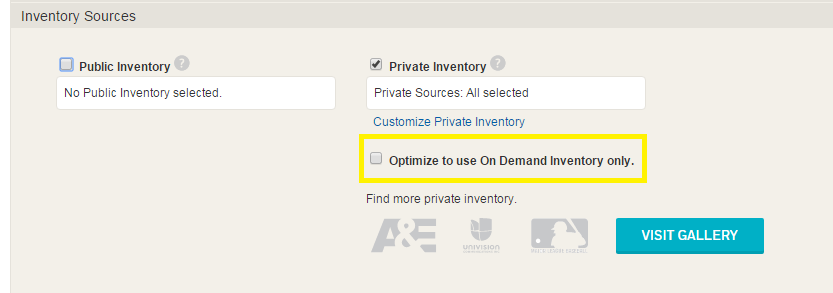 Inventory Sources
Public Inventory ?
No Public Inventory selected.
Private Inventory ?
Private Sources: All selected
Customize Private Inventory
Optimize to use On Demand Inventory only.
Find more private inventory.
A&E
univision
VISIT GALLERY